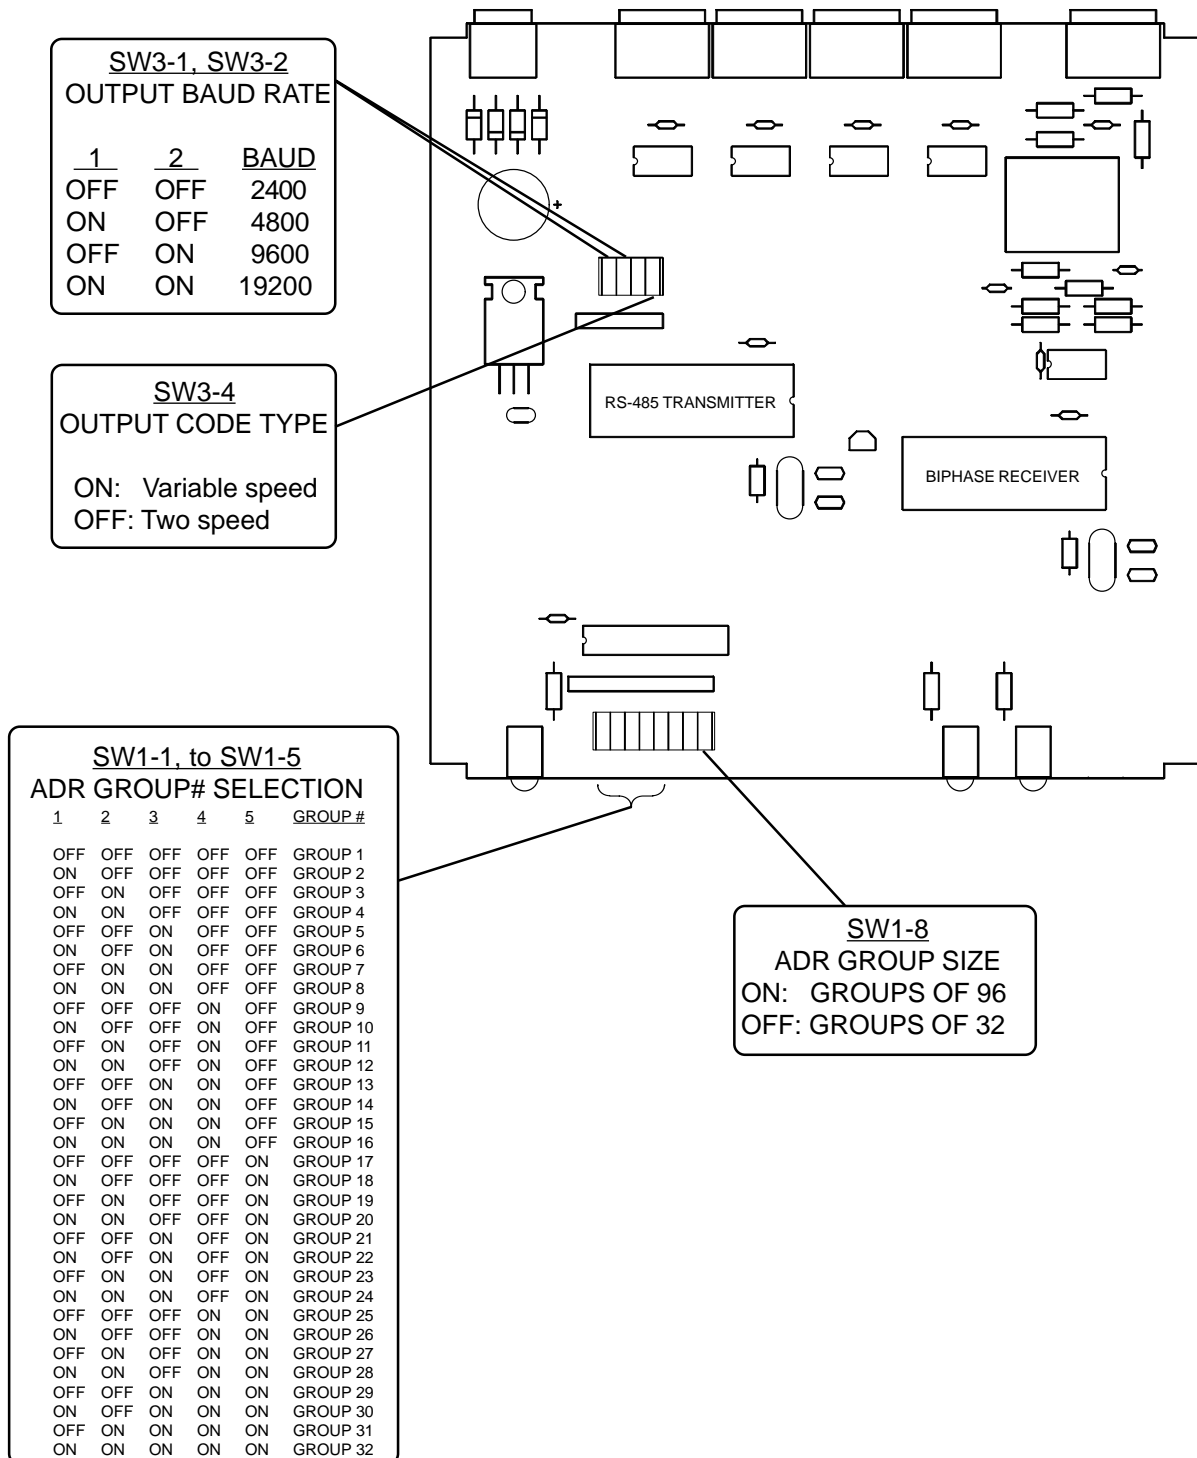 SW3-1, SW3-2
OUTPUT BAUD RATE
1 2 BAUD
OFF OFF 2400
ON OFF 4800
OFF ON 9600
ON ON 19200
SW3-4
OUTPUT CODE TYPE
ON: Variable speed
OFF: Two speed
+
RS-485 TRANSMITTER
BIPHASE RECEIVER
SW1-1, to SW1-5
ADR GROUP# SELECTION
1 2 3 4 5 GROUP #
OFF OFF OFF OFF OFF GROUP 1
ON OFF OFF OFF OFF GROUP 2
OFF ON OFF OFF OFF GROUP 3
ON ON OFF OFF OFF GROUP 4
OFF OFF ON OFF OFF GROUP 5
ON OFF ON OFF OFF GROUP 6
OFF ON ON OFF OFF GROUP 7
ON ON ON OFF OFF GROUP 8
OFF OFF OFF ON OFF GROUP 9
ON OFF OFF ON OFF GROUP 10
OFF ON OFF ON OFF GROUP 11
ON ON OFF ON OFF GROUP 12
OFF OFF ON ON OFF GROUP 13
ON OFF ON ON OFF GROUP 14
OFF ON ON ON OFF GROUP 15
ON ON ON ON OFF GROUP 16
OFF OFF OFF OFF ON GROUP 17
ON OFF OFF OFF ON GROUP 18
OFF ON OFF OFF ON GROUP 19
ON ON OFF OFF ON GROUP 20
OFF OFF ON OFF ON GROUP 21
ON OFF ON OFF ON GROUP 22
OFF ON ON OFF ON GROUP 23
ON ON ON OFF ON GROUP 24
OFF OFF OFF ON ON GROUP 25
ON OFF OFF ON ON GROUP 26
OFF ON OFF ON ON GROUP 27
ON ON OFF ON ON GROUP 28
OFF OFF ON ON ON GROUP 29
ON OFF ON ON ON GROUP 30
OFF ON ON ON ON GROUP 31
ON ON ON ON ON GROUP 32
SW1-8
ADR GROUP SIZE
ON: GROUPS OF 96
OFF: GROUPS OF 32